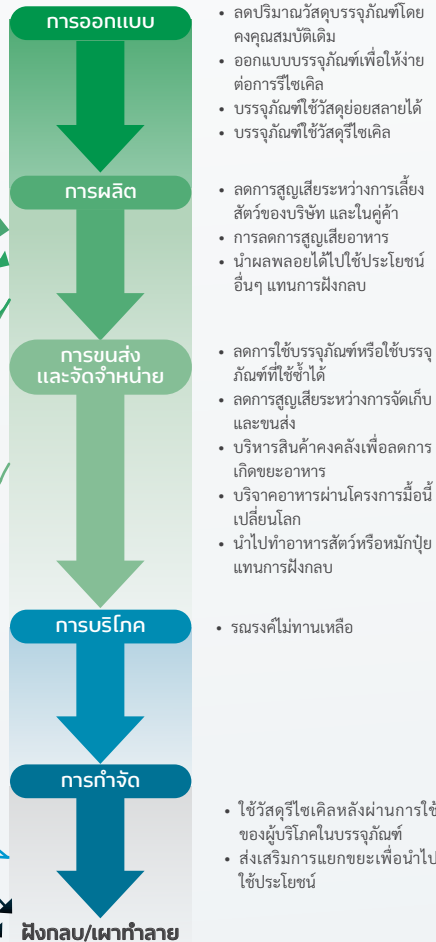 การออกแบบ
• ลดปริมาณวัสดุบรรจุภัณฑ์โดย
คงคุณสมบัติเดิม
• ออกแบบบรรจุภัณฑ์เพื่อให้ง่าย
ต่อการรีไซเคิล
• บรรจุภัณฑ์ใช้วัสดุย่อยสลายได้
• บรรจุภัณฑ์ใช้วัสดุรีไซเคิล
การผลิต
• ลดการสูญเสียระหว่างการเลี้ยง
สัตว์ของบริษัท และในคู่ค้า
• การลดการสูญเสียอาหาร
• นำผลพลอยได้ไปใช้ประโยชน์
อื่นๆ แทนการฝังกลบ
การขนส่ง
และจัดจำหน่าย
• ลดการใช้บรรจุภัณฑ์หรือใช้บรรจุ
ภัณฑ์ที่ใช้ซ้ำได้
• ลดการสูญเสียระหว่างการจัดเก็บ
และขนส่ง
• บริหารสินค้าคงคลังเพื่อลดการ
เกิดขยะอาหาร
• บริจาคอาหารผ่านโครงการมื้อนี้
เปลี่ยนโลก
• นำไปทำอาหารสัตว์หรือหมักปุ๋ย
แทนการฝังกลบ
การบริโภค
• รณรงค์ไม่ทานเหลือ
การกำจัด
• ใช้วัสดุรีไซเคิลหลังผ่านการใช้
ของผู้บริโภคในบรรจุภัณฑ์
• ส่งเสริมการแยกขยะเพื่อนำไป
ใช้ประโยชน์
ฝังกลบ/เผาทำลาย